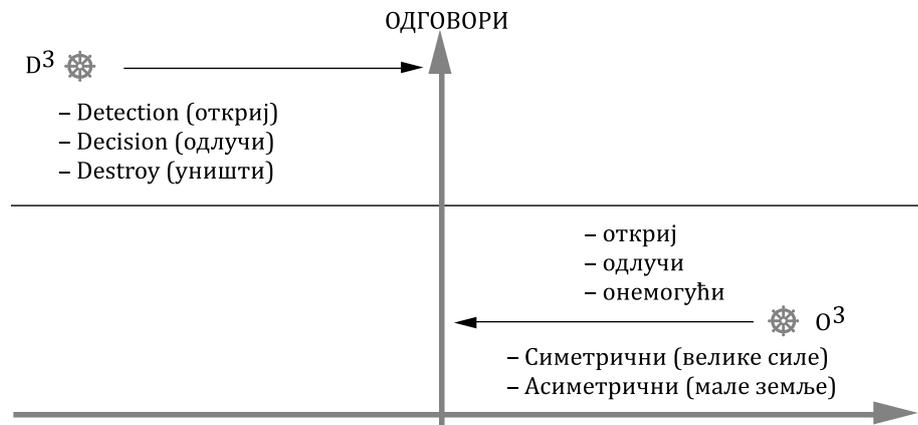 ОДГОВОРИ
D³
– Detection (откриј)
– Decision (одлучи)
– Destroy (уништи)
– откриј
– одлучи
– онемогући
O³
– Симетрични (велике силе)
– Асиметрични (мале земље)